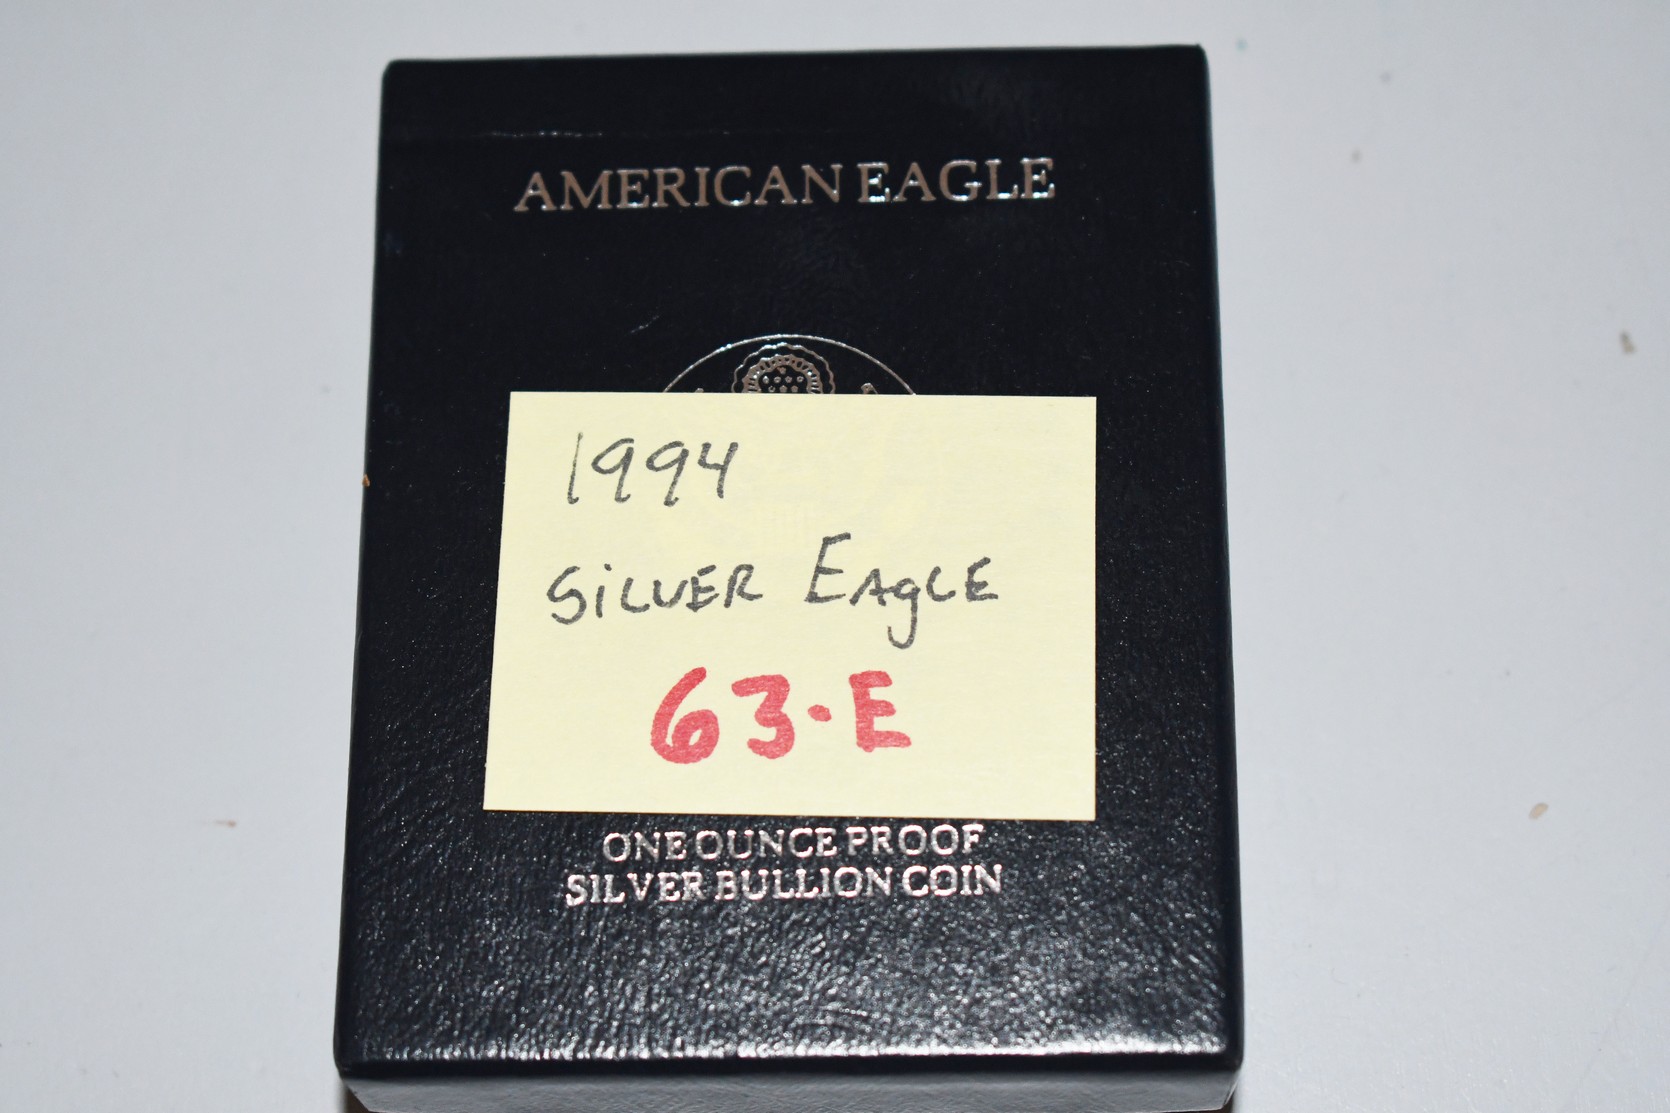 AMERICAN EAGLE
1994
SiLVER EAgLE
63·E
ONE OUNCE PROOF
SILVER BULLION COIN